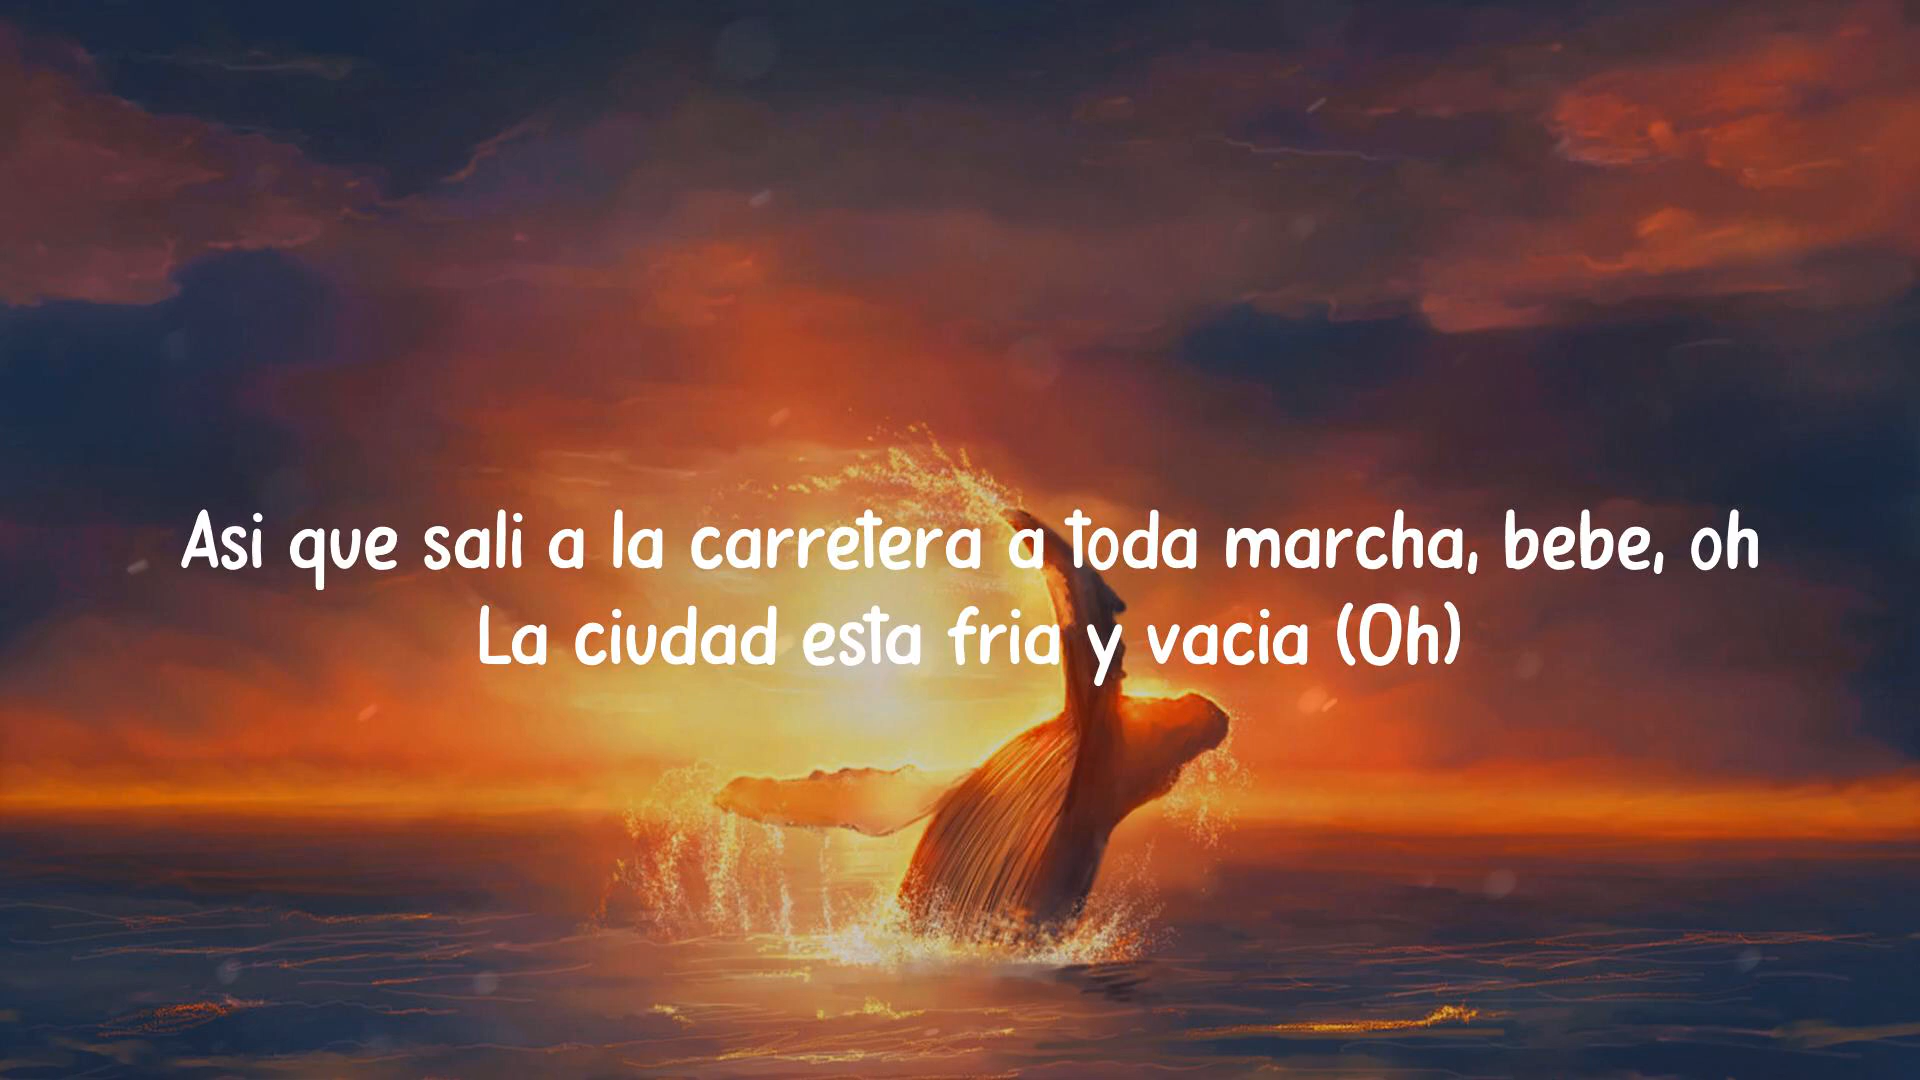 Asi que sali a la carretera a toda marcha, bebe, oh
La ciudad esta fria y vacia (Oh)